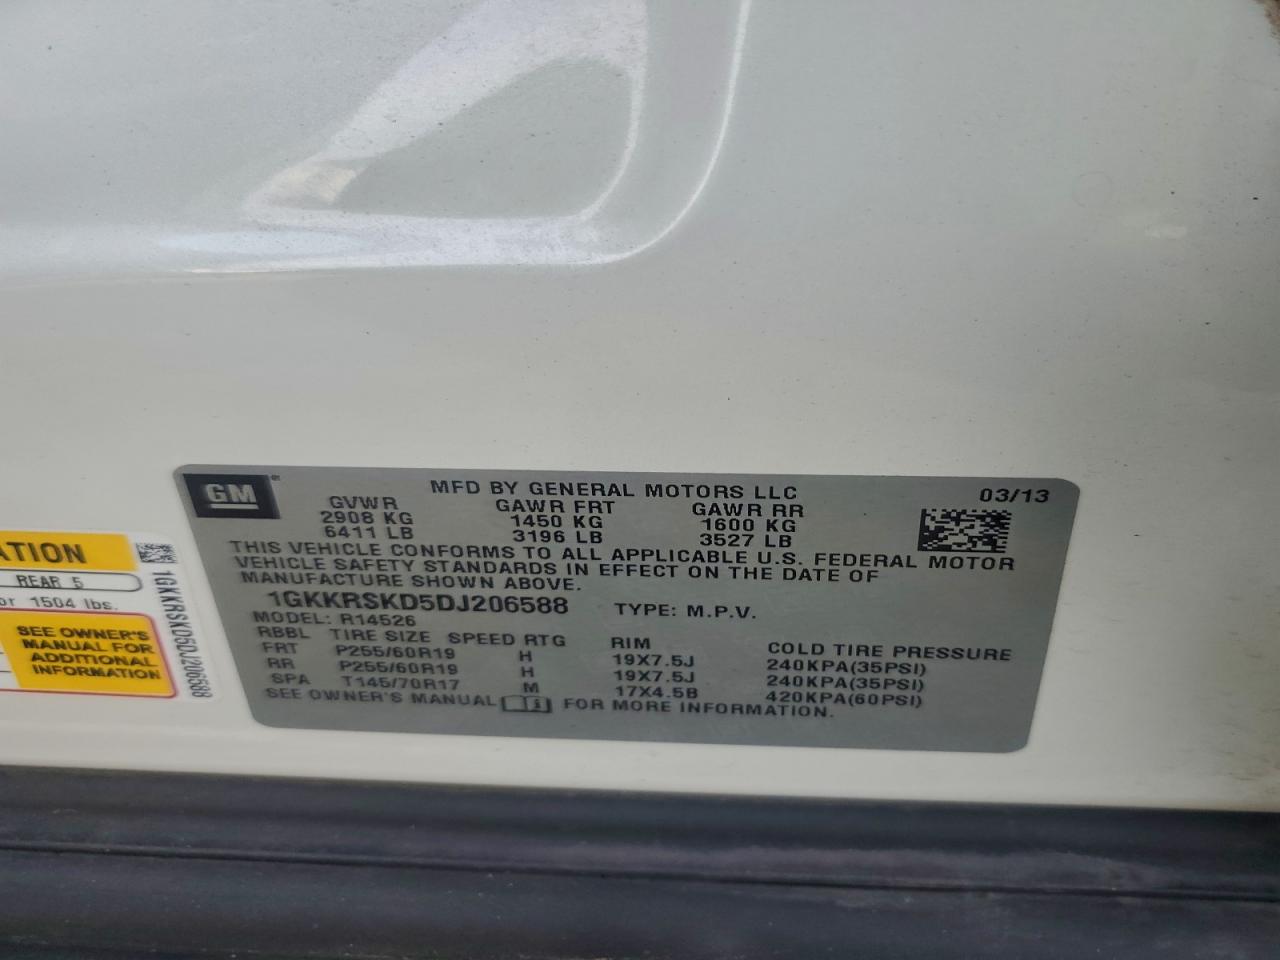 GM
MFD BY GENERAL MOTORS LLC
03/13
GVWR GAWR FRT GAWR RR
2908 KG 1450 KG 1600 KG
6411 LB 3196 LB 3527 LB
THIS VEHICLE CONFORMS TO ALL APPLICABLE U.S. FEDERAL MOTOR
VEHICLE SAFETY STANDARDS IN EFFECT ON THE DATE OF
MANUFACTURE SHOWN ABOVE.
1GKKRSKD5DJ206588 TYPE: M.P.V.
MODEL: R14526
RBBL TIRE SIZE SPEED RTG RIM COLD TIRE PRESSURE
FRT P255/60R19 H 19X7.5J 240KPA(35PSI)
RR P255/60R19 H 19X7.5J 240KPA(35PSI)
SPA T145/70R17 M 17X4.5B 420KPA(60PSI)
SEE OWNER'S MANUAL FOR MORE INFORMATION.
ATION
REAR 5
or 1504 lbs.
SEE OWNER'S
MANUAL FOR
ADDITIONAL
INFORMATION
1GKKRSKD5DJ206588